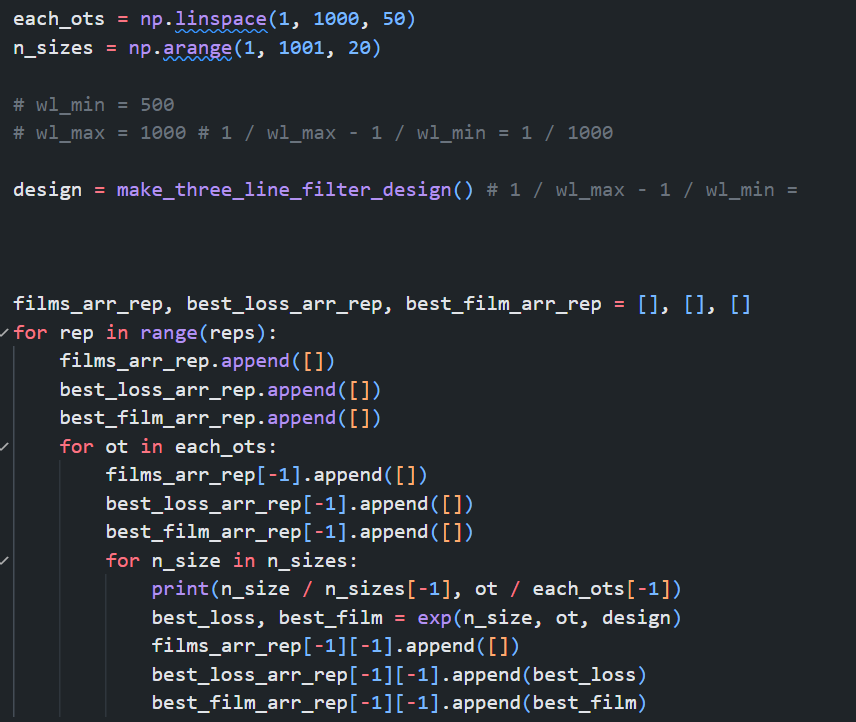 each_ots = np.linspace(1, 1000, 50)
n_sizes = np.arange(1, 1001, 20)
# wl_min = 500
# wl_max = 1000 # 1 / wl_max - 1 / wl_min = 1 / 1000
design = make_three_line_filter_design() # 1 / wl_max - 1 / wl_min =
films_arr_rep, best_loss_arr_rep, best_film_arr_rep = [], [], []
for rep in range(reps):
    films_arr_rep.append([])
    best_loss_arr_rep.append([])
    best_film_arr_rep.append([])
    for ot in each_ots:
        films_arr_rep[-1].append([])
        best_loss_arr_rep[-1].append([])
        best_film_arr_rep[-1].append([])
        for n_size in n_sizes:
            print(n_size / n_sizes[-1], ot / each_ots[-1])
            best_loss, best_film = exp(n_size, ot, design)
            films_arr_rep[-1][-1].append([])
            best_loss_arr_rep[-1][-1].append(best_loss)
            best_film_arr_rep[-1][-1].append(best_film)